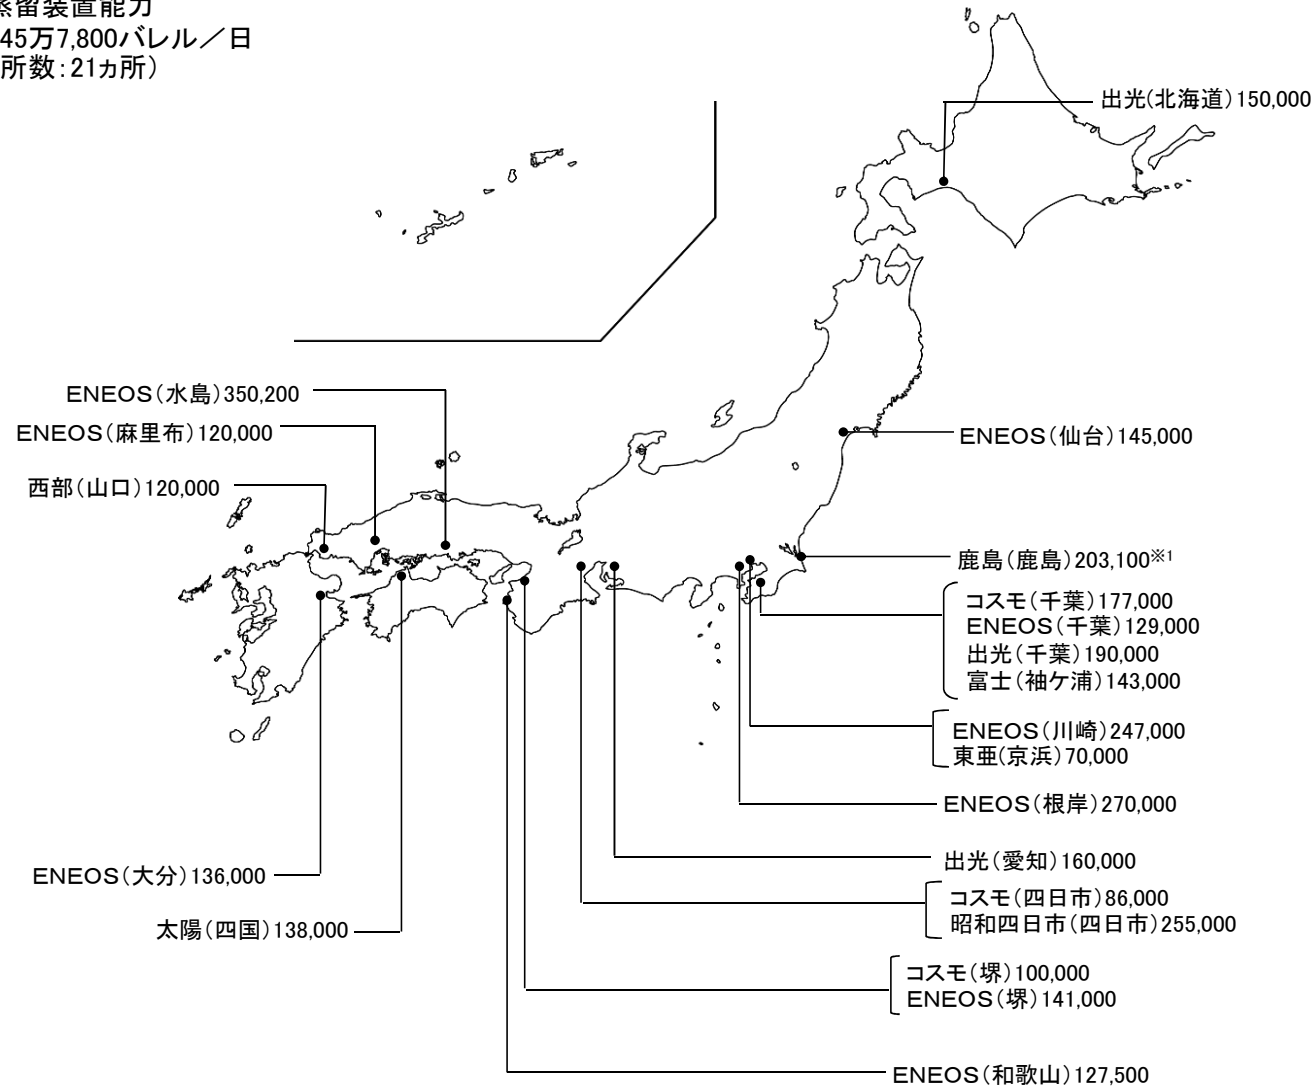 蒸留装置能力
45万7,800バレル／日
所数：21ヵ所）
出光（北海道）150,000
ENEOS（水島）350,200
ENEOS（麻里布）120,000
西部（山口）120,000
ENEOS（仙台）145,000
鹿島（鹿島）203,100※1
コスモ（千葉）177,000
ENEOS（千葉）129,000
出光（千葉）190,000
富士（袖ケ浦）143,000
ENEOS（川崎）247,000
東亜（京浜）70,000
ENEOS（根岸）270,000
出光（愛知）160,000
コスモ（四日市）86,000
昭和四日市（四日市）255,000
ENEOS（大分）136,000
太陽（四国）138,000
コスモ（堺）100,000
ENEOS（堺）141,000
ENEOS（和歌山）127,500